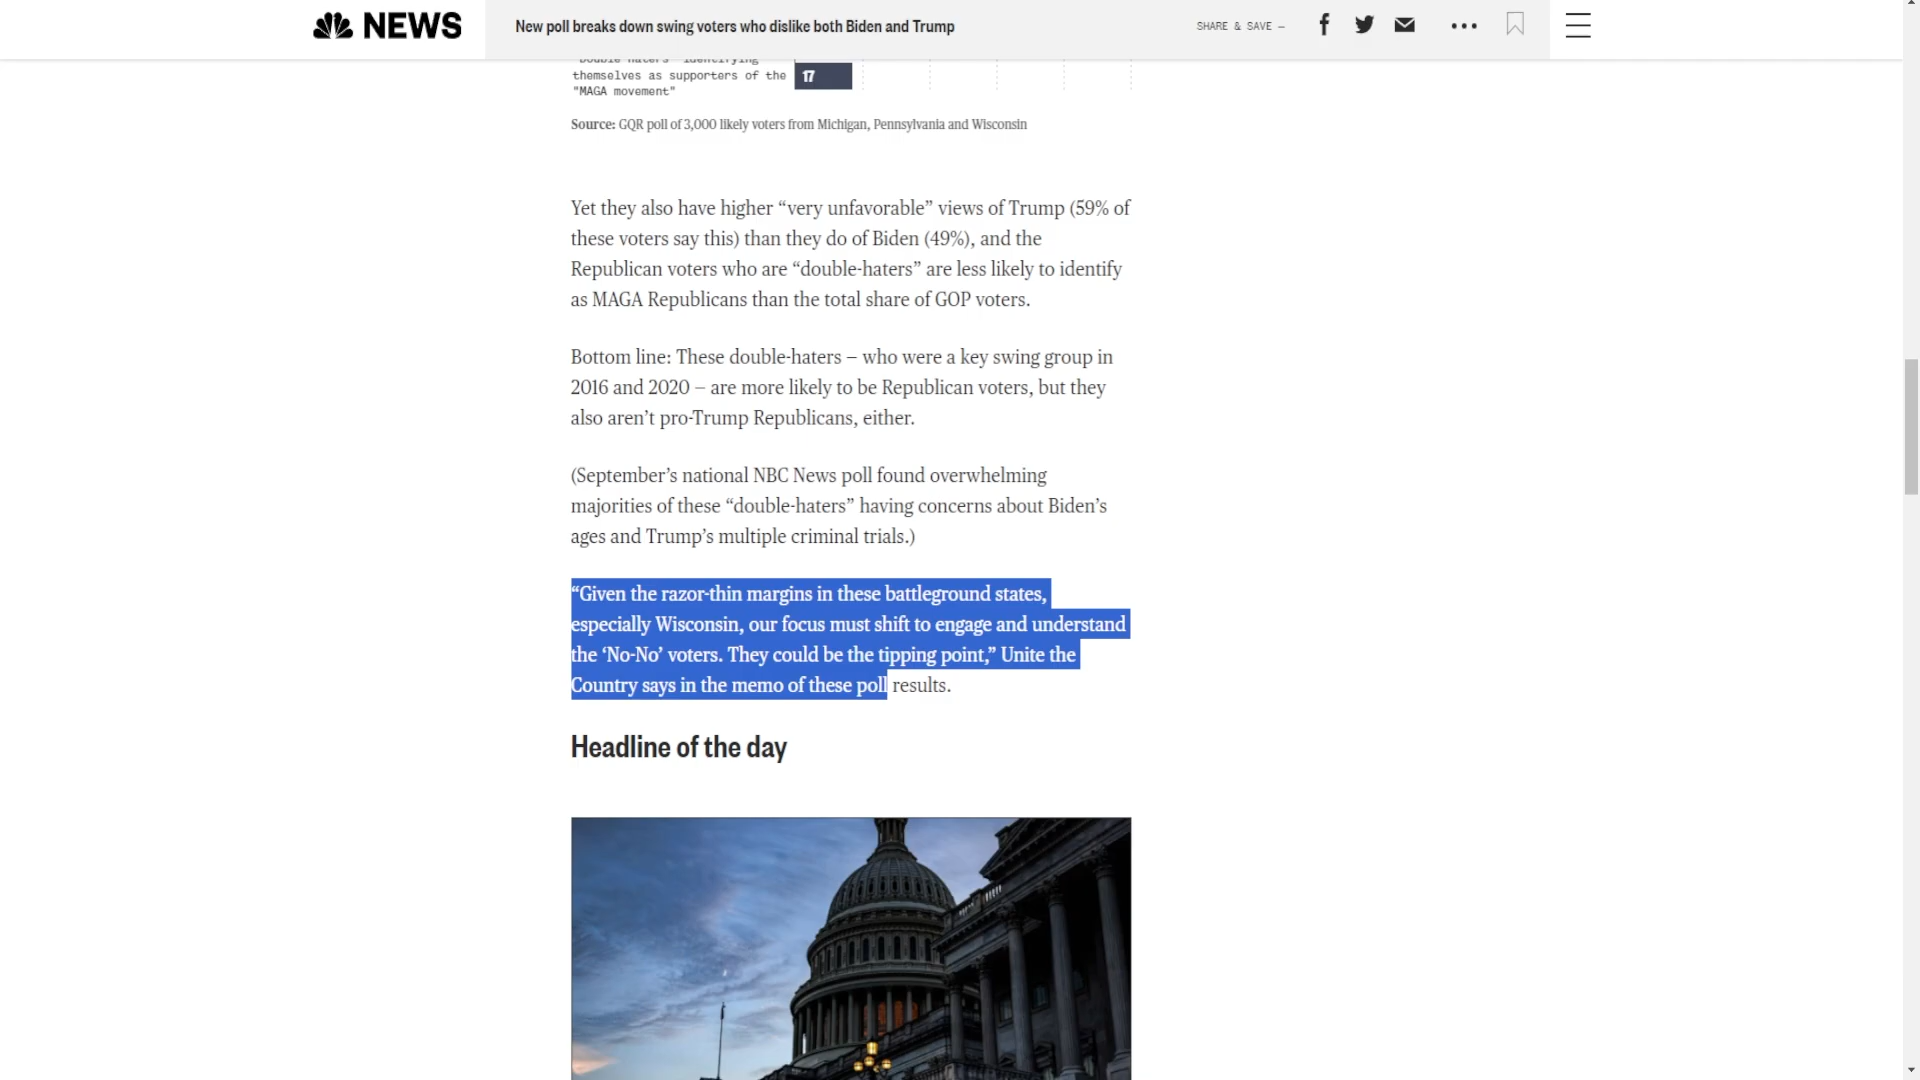 NEWS
New poll breaks down swing voters who dislike both Biden and Trump
SHARE & SAVE —
"Double haters" identifying
themselves as supporters of the
"MAGA movement"
17
Source: GQR poll of 3,000 likely voters from Michigan, Pennsylvania and Wisconsin
Yet they also have higher “very unfavorable” views of Trump (59% of
these voters say this) than they do of Biden (49%), and the
Republican voters who are “double-haters” are less likely to identify
as MAGA Republicans than the total share of GOP voters.
Bottom line: These double-haters – who were a key swing group in
2016 and 2020 – are more likely to be Republican voters, but they
also aren’t pro-Trump Republicans, either.
(September’s national NBC News poll found overwhelming
majorities of these “double-haters” having concerns about Biden’s
ages and Trump’s multiple criminal trials.)
“Given the razor-thin margins in these battleground states,
especially Wisconsin, our focus must shift to engage and understand
the ‘No-No’ voters. They could be the tipping point,” Unite the
Country says in the memo of these poll results.
Headline of the day